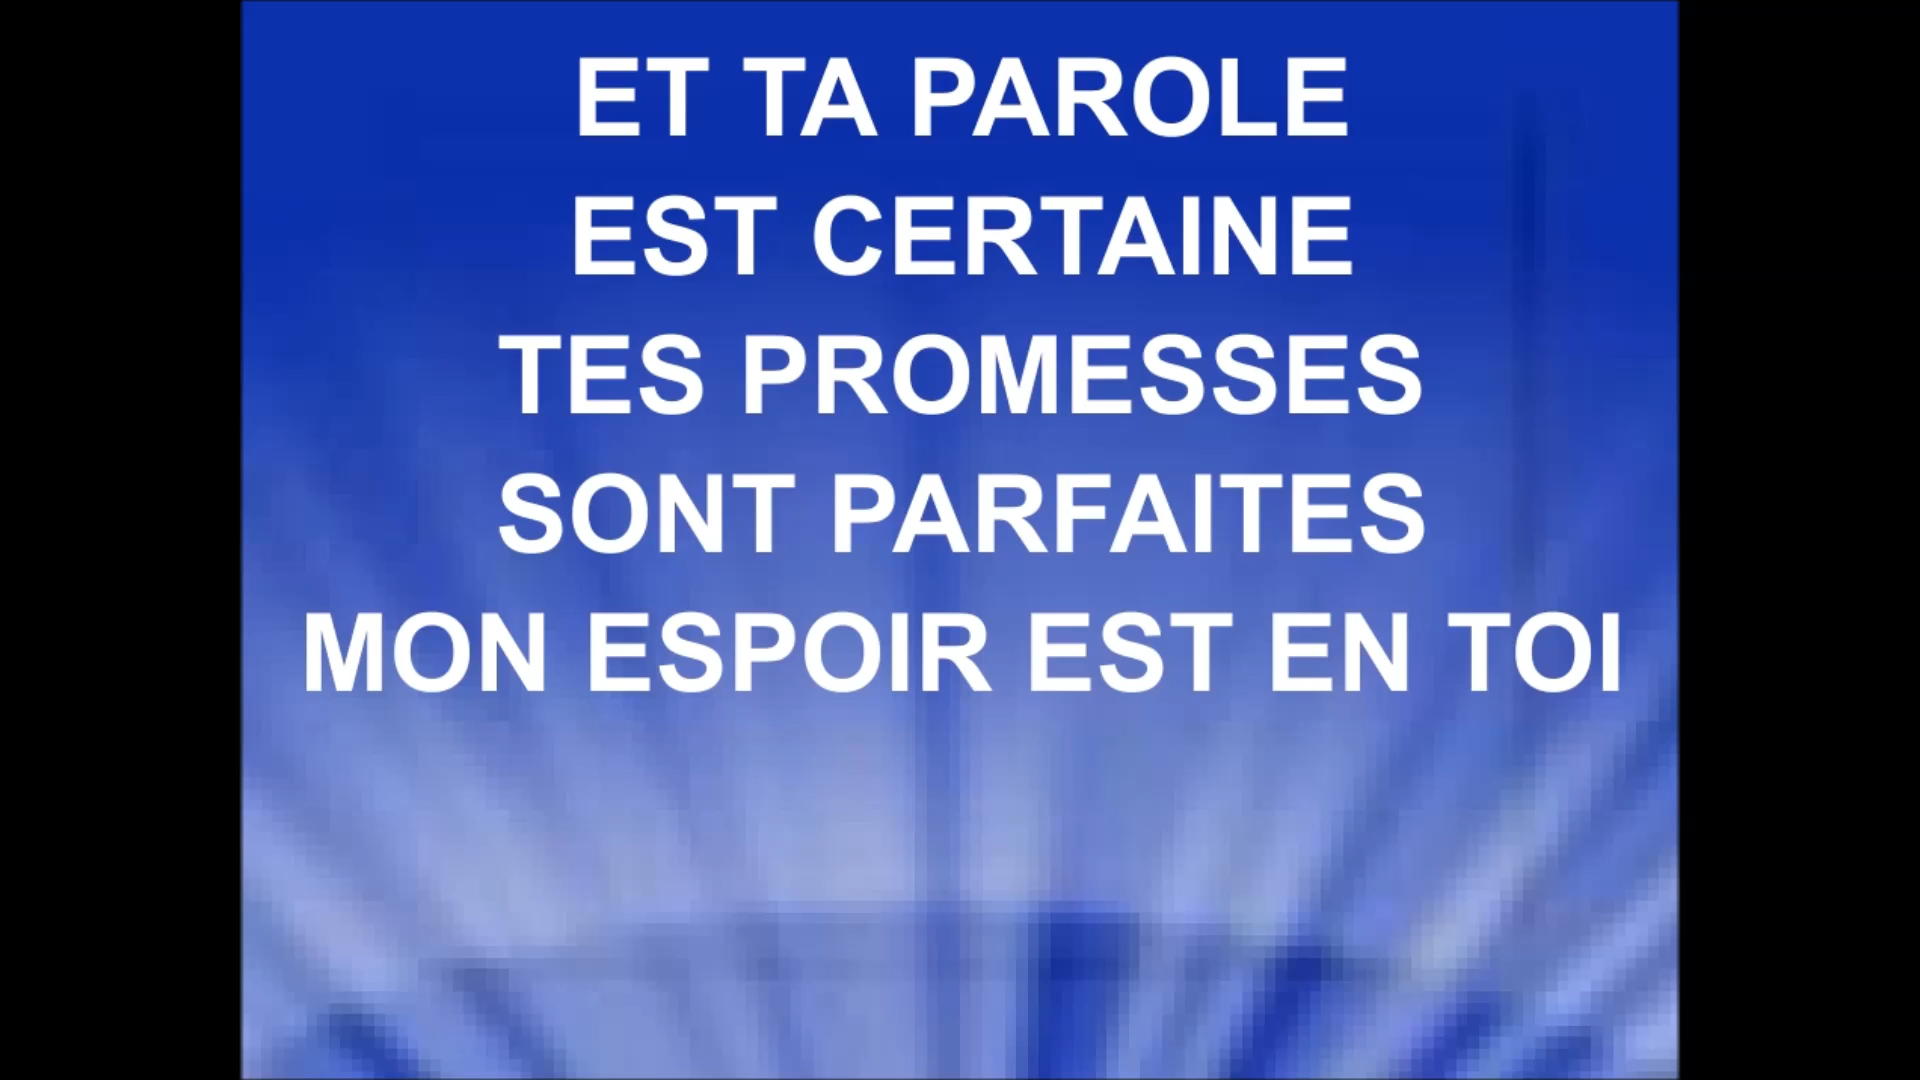 ET TA PAROLE
EST CERTAINE
TES PROMESSES
SONT PARFAITES
MON ESPOIR EST EN TOI